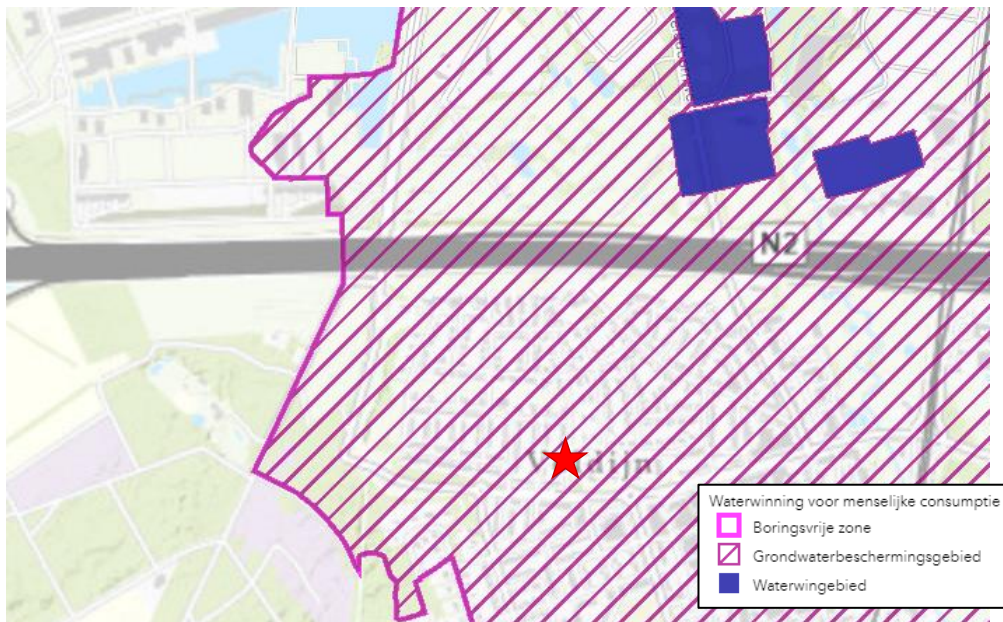 N2
Waterwinning voor menselijke consumptie
Boringsvrije zone
Grondwaterbeschermingsgebied
Waterwingebied